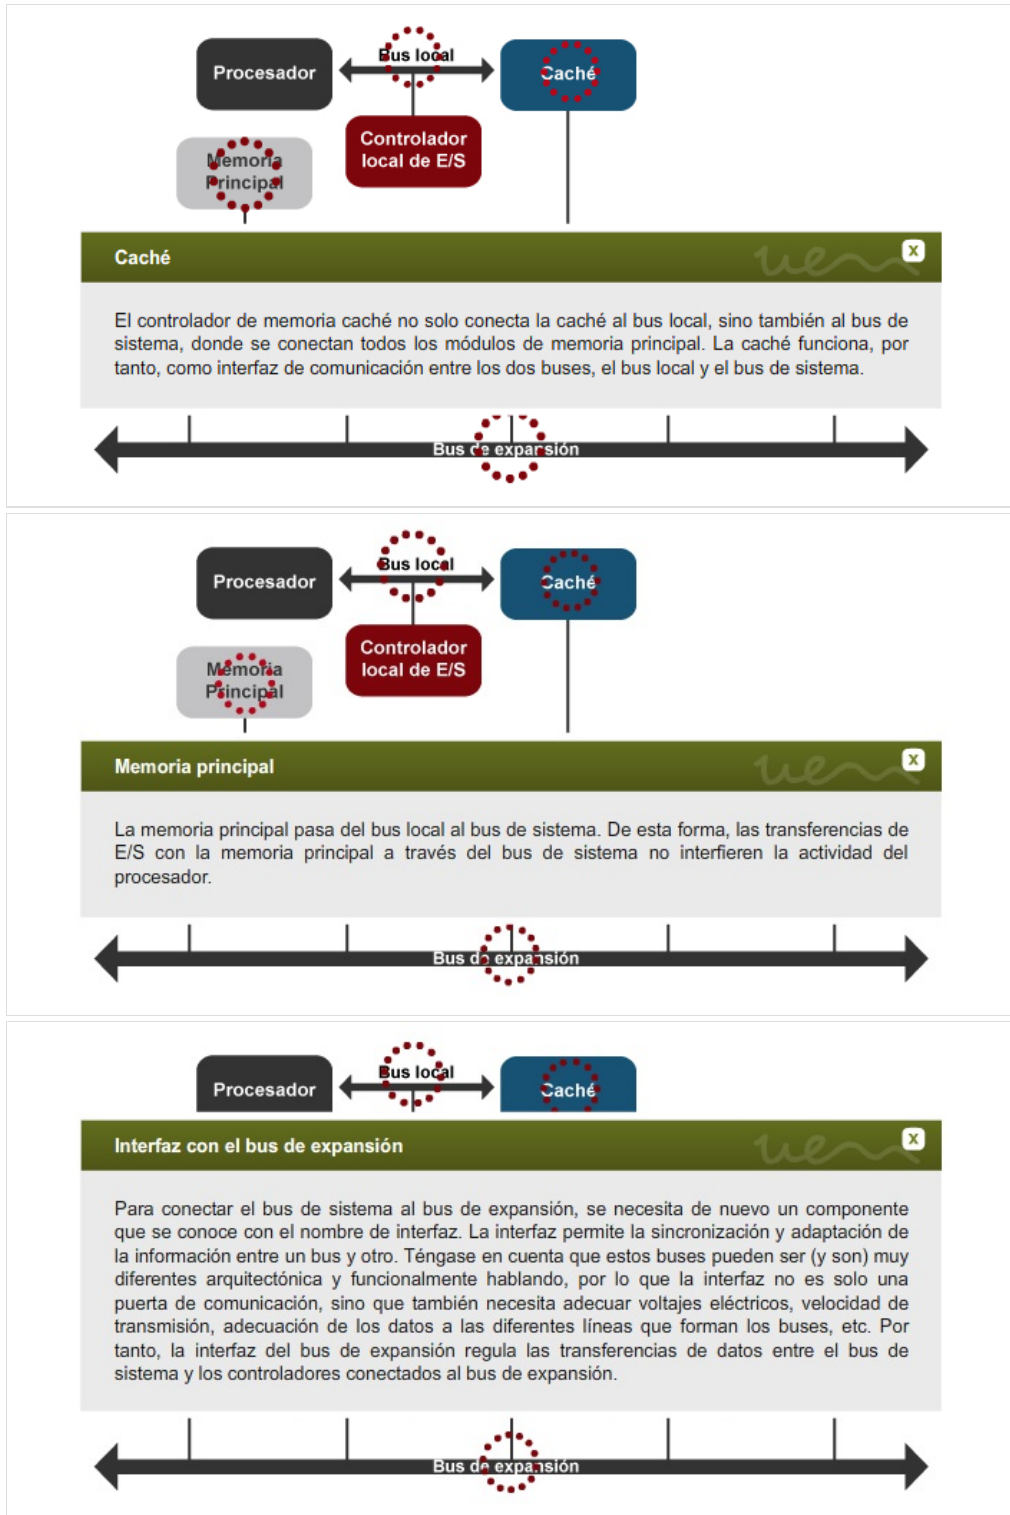 Bus local
Procesador
Caché
Controlador
local de E/S
Memoria
Principal
Caché
uem
X
El controlador de memoria caché no solo conecta la caché al bus local, sino también al bus de
sistema, donde se conectan todos los módulos de memoria principal. La caché funciona, por
tanto, como interfaz de comunicación entre los dos buses, el bus local y el bus de sistema.
Bus de expansión
Bus local
Procesador
Caché
Controlador
local de E/S
Memoria
Principal
Memoria principal
uem
X
La memoria principal pasa del bus local al bus de sistema. De esta forma, las transferencias de
E/S con la memoria principal a través del bus de sistema no interfieren la actividad del
procesador.
Bus de expansión
Bus local
Procesador
Caché
Interfaz con el bus de expansión
uem
X
Para conectar el bus de sistema al bus de expansión, se necesita de nuevo un componente
que se conoce con el nombre de interfaz. La interfaz permite la sincronización y adaptación de
la información entre un bus y otro. Téngase en cuenta que estos buses pueden ser (y son) muy
diferentes arquitectónica y funcionalmente hablando, por lo que la interfaz no es solo una
puerta de comunicación, sino que también necesita adecuar voltajes eléctricos, velocidad de
transmisión, adecuación de los datos a las diferentes líneas que forman los buses, etc. Por
tanto, la interfaz del bus de expansión regula las transferencias de datos entre el bus de
sistema y los controladores conectados al bus de expansión.
Bus de expansión